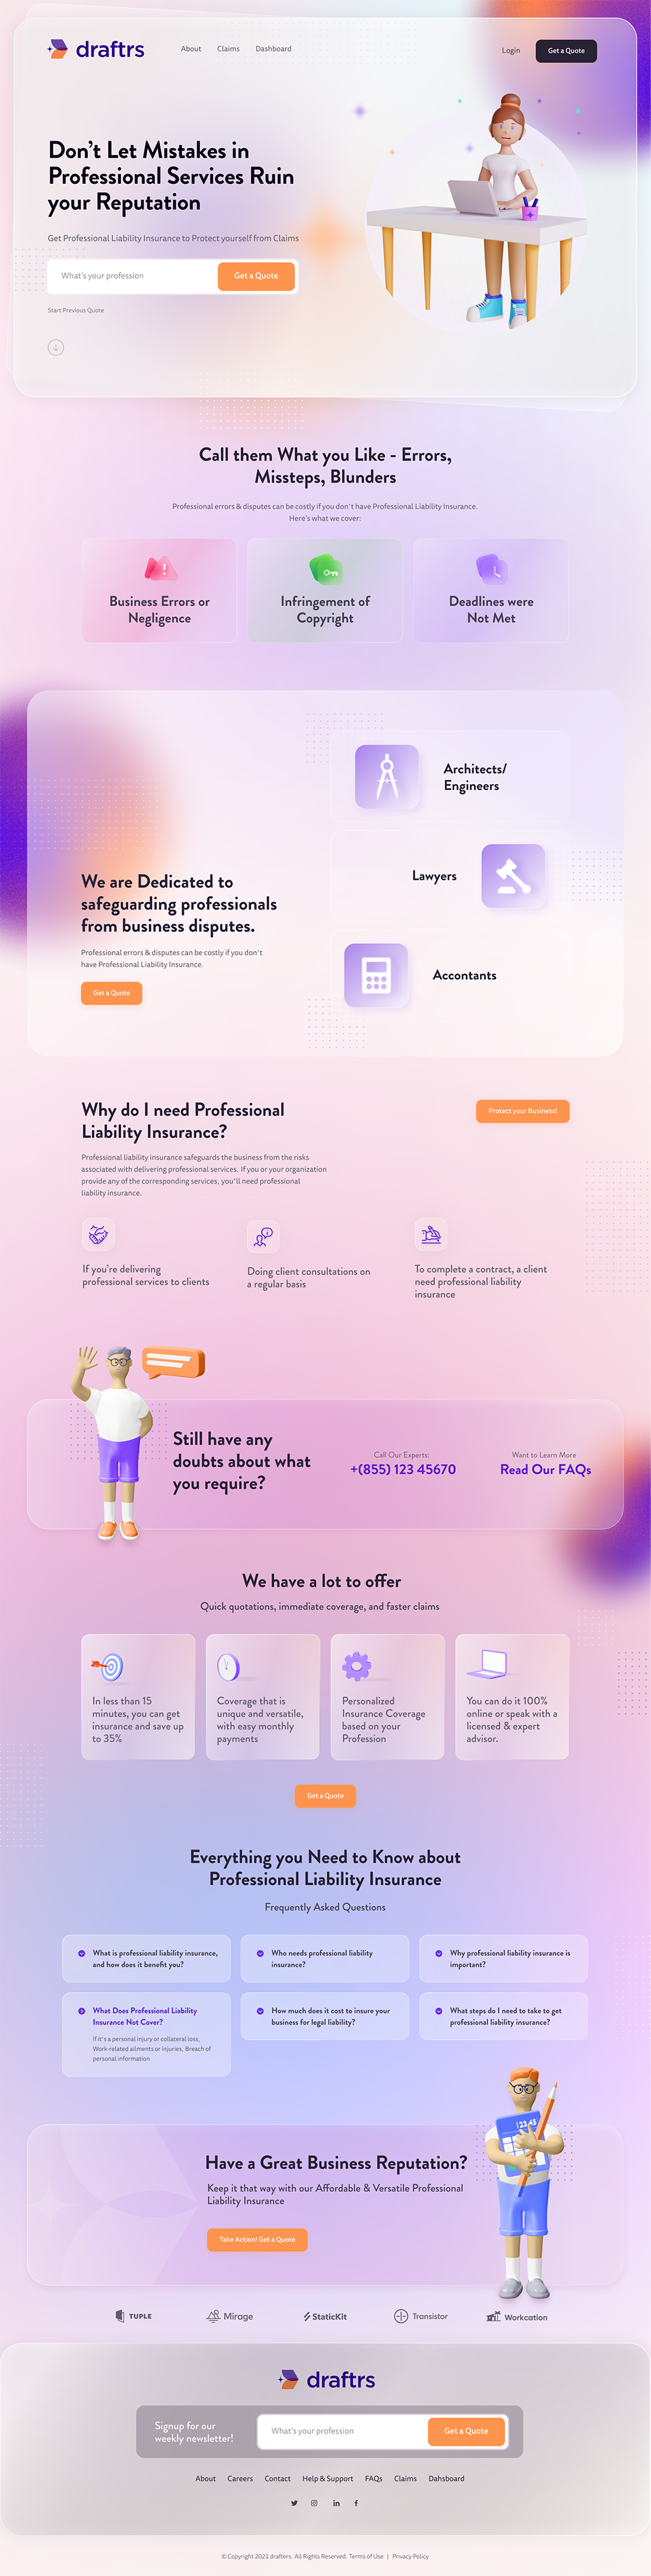 draftrs
About Claims Dashboard
Login
Get a Quote
Don't Let Mistakes in
Professional Services Ruin
your Reputation
Get Professional Liability Insurance to Protect yourself from Claims
What's your profession
Get a Quote
Start Previous Quote
Call them What you Like - Errors,
Missteps, Blunders
Professional errors & disputes can be costly if you don't have Professional Liability Insurance.
Here's what we cover:
Business Errors or
Negligence
Infringement of
Copyright
Deadlines were
Not Met
Architects/
Engineers
Lawyers
Accontants
We are Dedicated to
safeguarding professionals
from business disputes.
Professional errors & disputes can be costly if you don't
have Professional Liability Insurance.
Get a Quote
Why do I need Professional
Liability Insurance?
Protect your Business!
Professional liability insurance safeguards the business from the risks
associated with delivering professional services. If you or your organization
provide any of the corresponding services, you'll need professional
liability insurance.
If you're delivering
professional services to clients
Doing client consultations on
a regular basis
To complete a contract, a client
need professional liability
insurance
Still have any
doubts about what
you require?
Call Our Experts:
+(855) 123 45670
Want to Learn More
Read Our FAQs
We have a lot to offer
Quick quotations, immediate coverage, and faster claims
In less than 15
minutes, you can get
insurance and save up
to 35%
Coverage that is
unique and versatile,
with easy monthly
payments
Personalized
Insurance Coverage
based on your
Profession
You can do it 100%
online or speak with a
licensed & expert
advisor.
Get a Quote
Everything you Need to Know about
Professional Liability Insurance
Frequently Asked Questions
What is professional liability insurance,
and how does it benefit you?
Who needs professional liability
insurance?
Why professional liability insurance is
important?
What Does Professional Liability
Insurance Not Cover?
If it's a personal injury or collateral loss,
Work-related ailments or injuries, Breach of
personal information
How much does it cost to insure your
business for legal liability?
What steps do I need to take to get
professional liability insurance?
123.45
Have a Great Business Reputation?
Keep it that way with our Affordable & Versatile Professional
Liability Insurance
Take Action! Get a Quote
TUPLE
Mirage
StaticKit
Transistor
Workcation
draftrs
Signup for our
weekly newsletter!
What's your profession
Get a Quote
About Careers Contact Help & Support FAQs Claims Dahsboard
© Copyright 2021 drafters. All Rights Reserved. Terms of Use | Privacy Policy